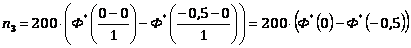 n₃ = 200 · (Φ*((0−0)/1) − Φ*((−0,5−0)/1)) = 200 · (Φ*(0) − Φ*(−0,5))